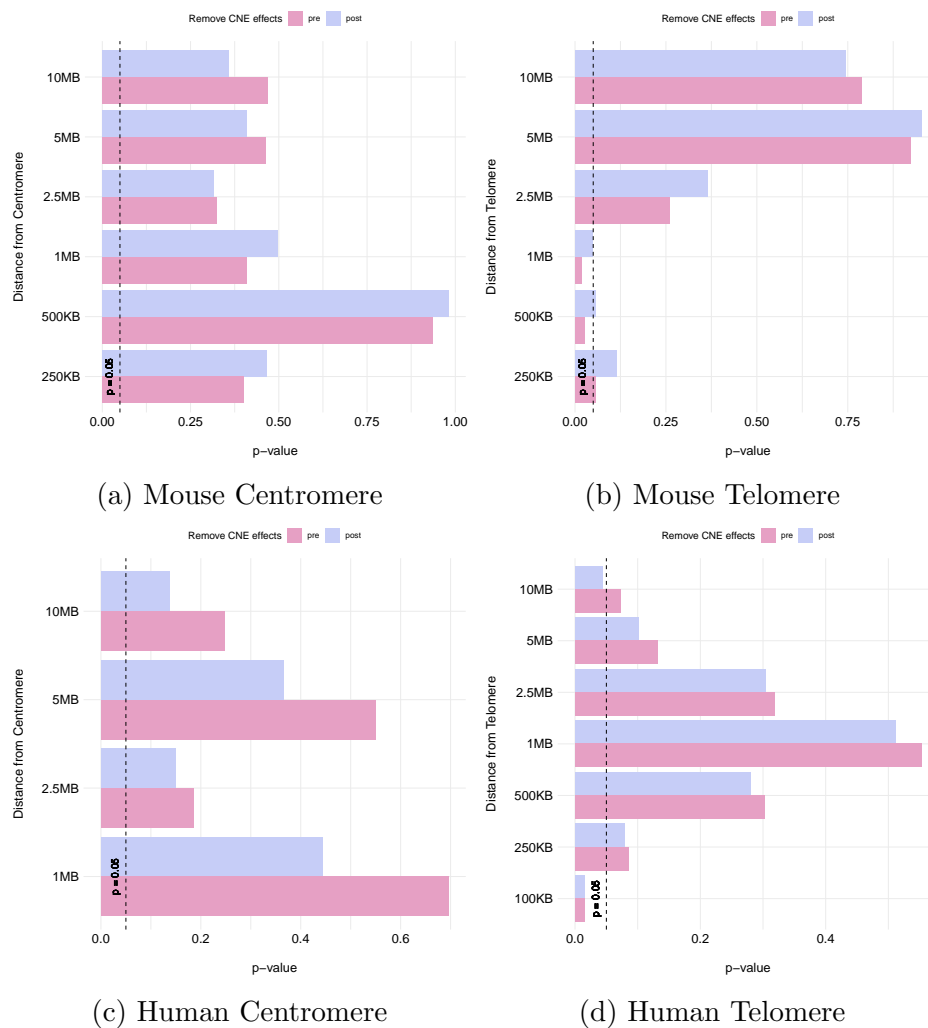 Remove CNE effects pre post
10MB
5MB
2.5MB
1MB
500KB
250KB
Distance from Centromere
p = 0.05
0.00 0.25 0.50 0.75 1.00
p−value
(a) Mouse Centromere
Remove CNE effects pre post
10MB
5MB
2.5MB
1MB
500KB
250KB
Distance from Telomere
p = 0.05
0.00 0.25 0.50 0.75
p−value
(b) Mouse Telomere
Remove CNE effects pre post
10MB
5MB
2.5MB
1MB
Distance from Centromere
p = 0.05
0.0 0.2 0.4 0.6
p−value
(c) Human Centromere
Remove CNE effects pre post
10MB
5MB
2.5MB
1MB
500KB
250KB
100KB
Distance from Telomere
p = 0.05
0.0 0.2 0.4
p−value
(d) Human Telomere